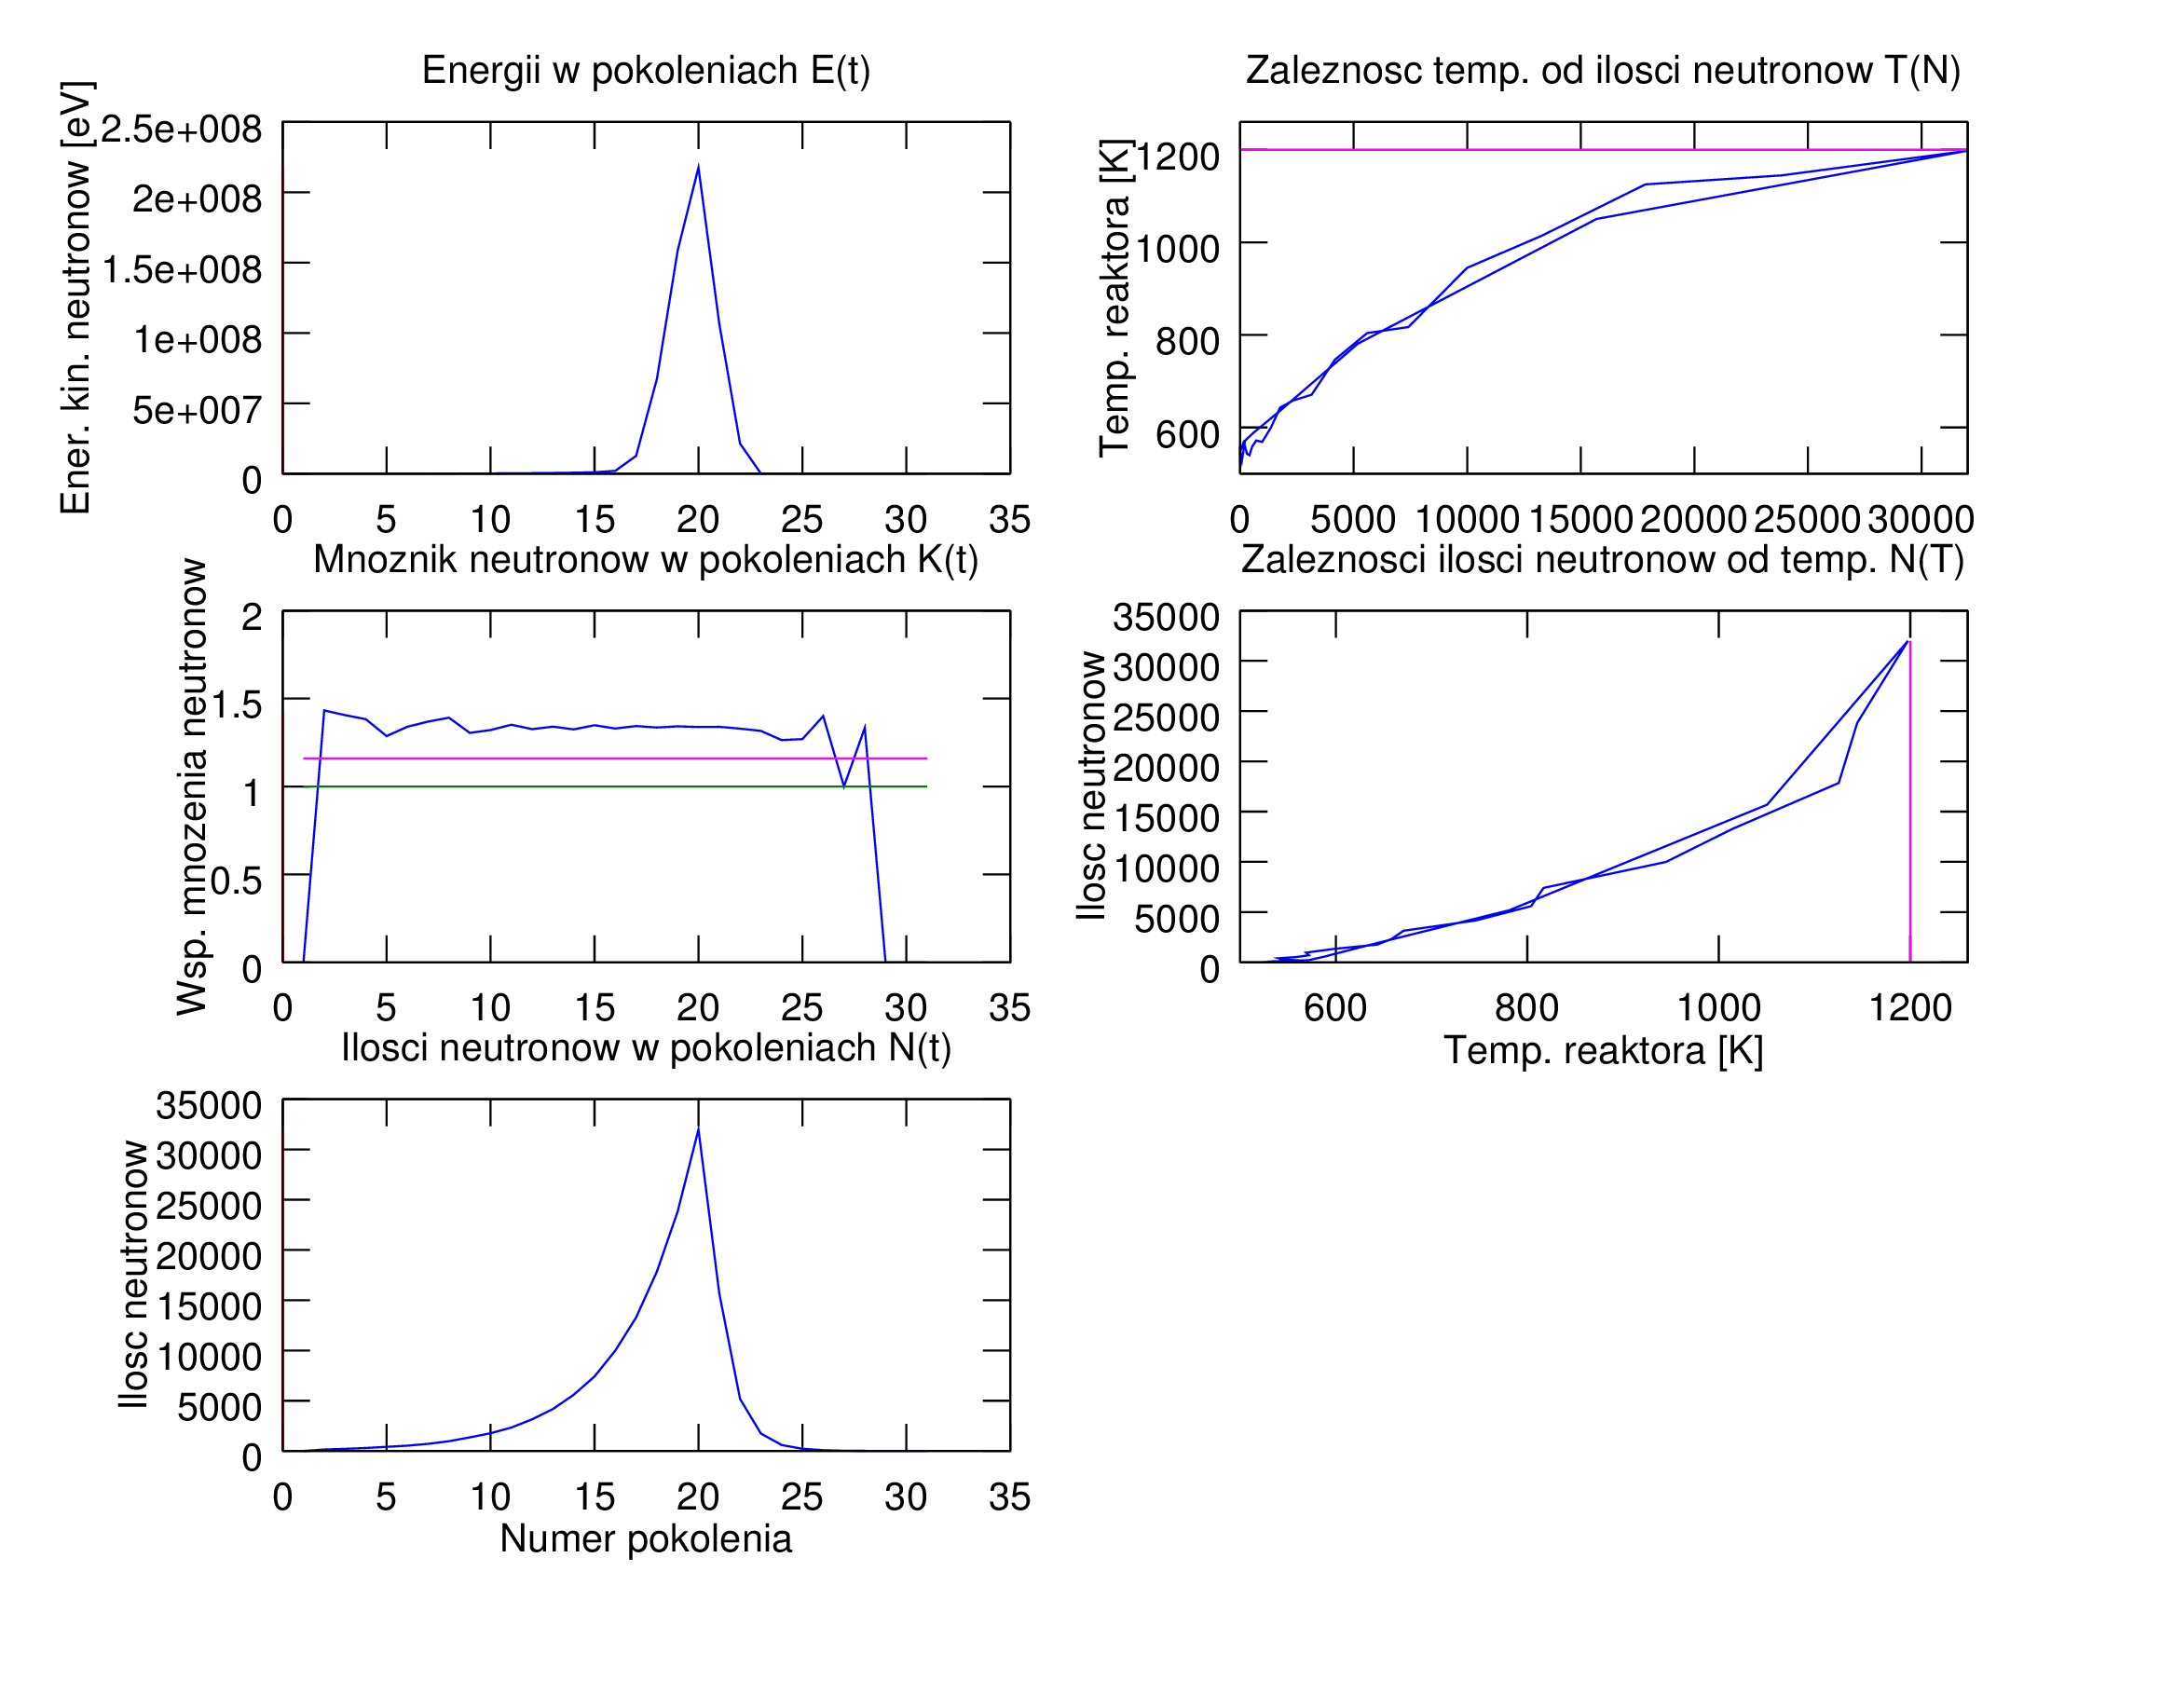 Energii w pokoleniach E(t)
Ener. kin. neutronow [eV]
2.5e+008
2e+008
1.5e+008
1e+008
5e+007
0
0 5 10 15 20 25 30 35
Zaleznosc temp. od ilosci neutronow T(N)
Temp. reaktora [K]
1200
1000
800
600
0 5000 10000 15000 20000 25000 30000
Mnoznik neutronow w pokoleniach K(t)
Wsp. mnozenia neutronow
2
1.5
1
0.5
0
0 5 10 15 20 25 30 35
Zaleznosci ilosci neutronow od temp. N(T)
Ilosc neutronow
35000
30000
25000
20000
15000
10000
5000
0
600 800 1000 1200
Temp. reaktora [K]
Ilosci neutronow w pokoleniach N(t)
Ilosc neutronow
35000
30000
25000
20000
15000
10000
5000
0
0 5 10 15 20 25 30 35
Numer pokolenia